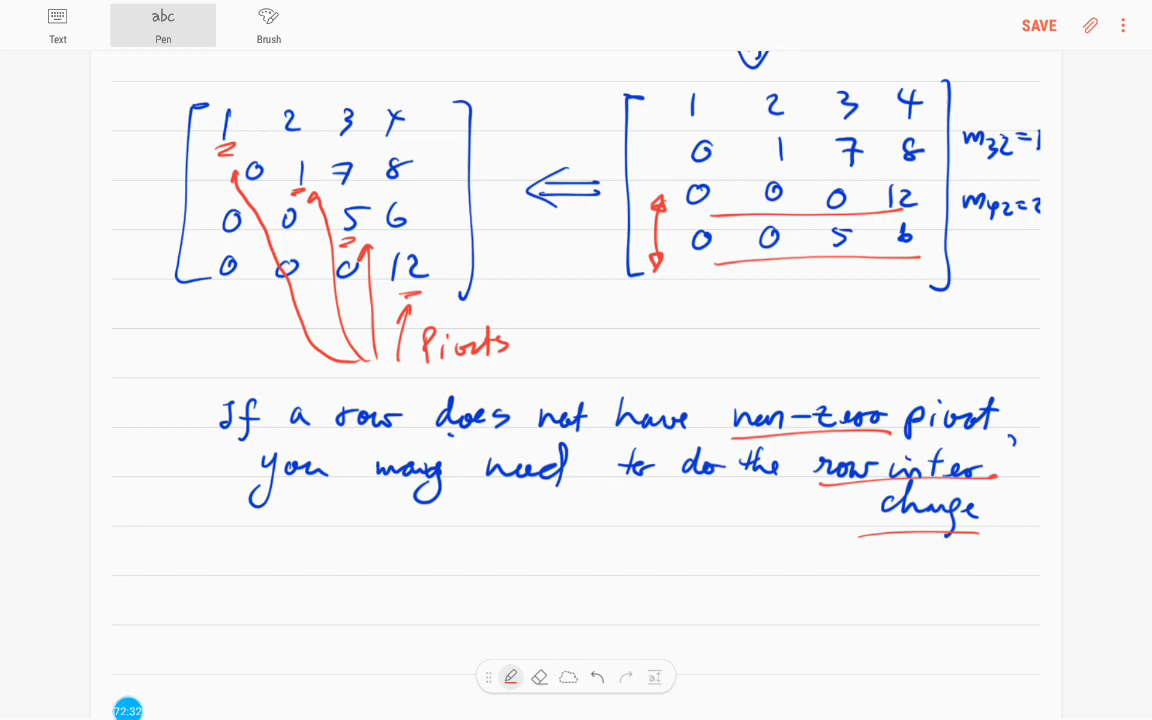 Text
abc
Pen
Brush
SAVE
1 2 3 4
0 1 7 8
0 0 5 6
0 0 0 12
1 2 3 4
0 1 7 8
0 0 0 12
0 0 5 6
m32=1
m42=2
Pivots
If a row does not have non-zero pivot,
you may need to do the row inter
change
72:32